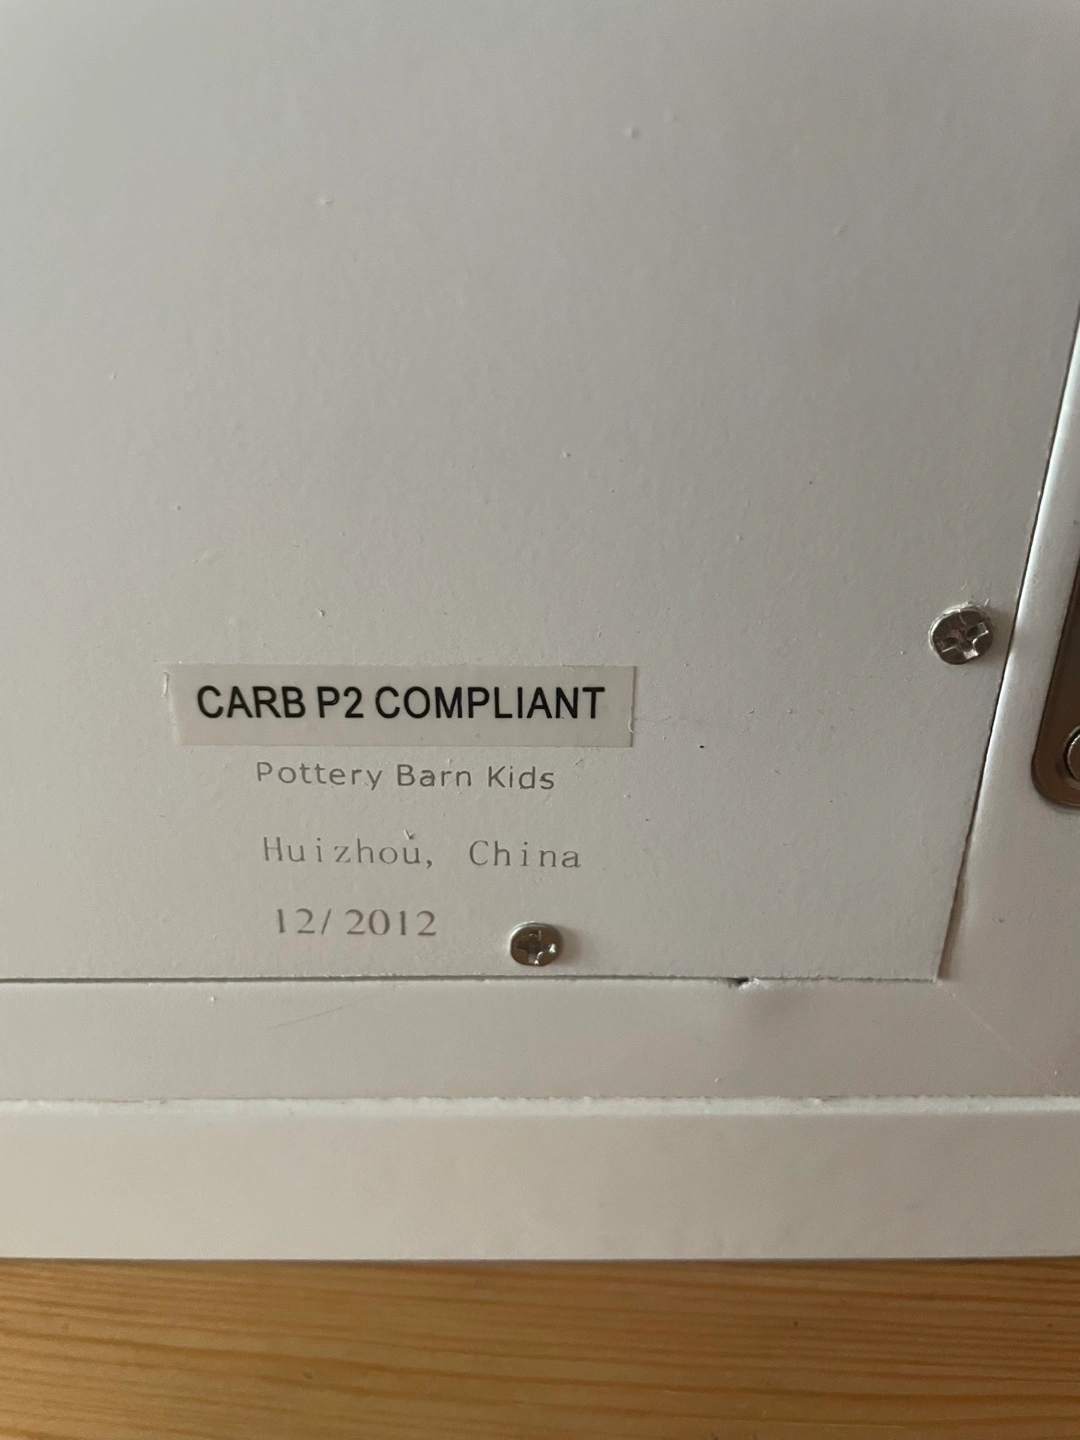 CARB P2 COMPLIANT
Pottery Barn Kids
Huizhou, China
12/2012